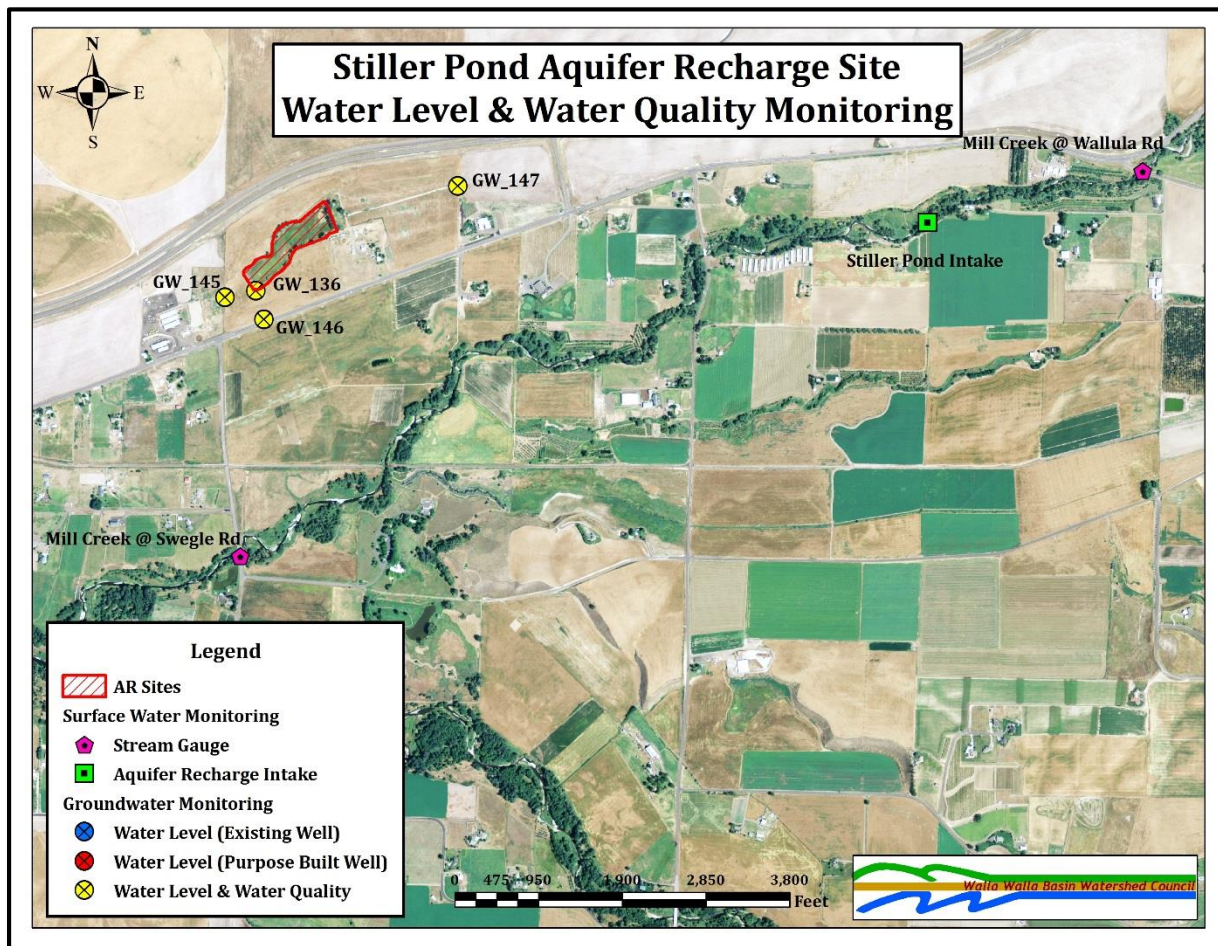 Stiller Pond Aquifer Recharge Site
Water Level & Water Quality Monitoring
N
W
E
S
Mill Creek @ Wallula Rd
GW_147
Stiller Pond Intake
GW_145
GW_136
GW_146
Mill Creek @ Swegle Rd
Legend
AR Sites
Surface Water Monitoring
Stream Gauge
Aquifer Recharge Intake
Groundwater Monitoring
Water Level (Existing Well)
Water Level (Purpose Built Well)
Water Level & Water Quality
0 475 950 1,900 2,850 3,800
Feet
Walla Walla Basin Watershed Council